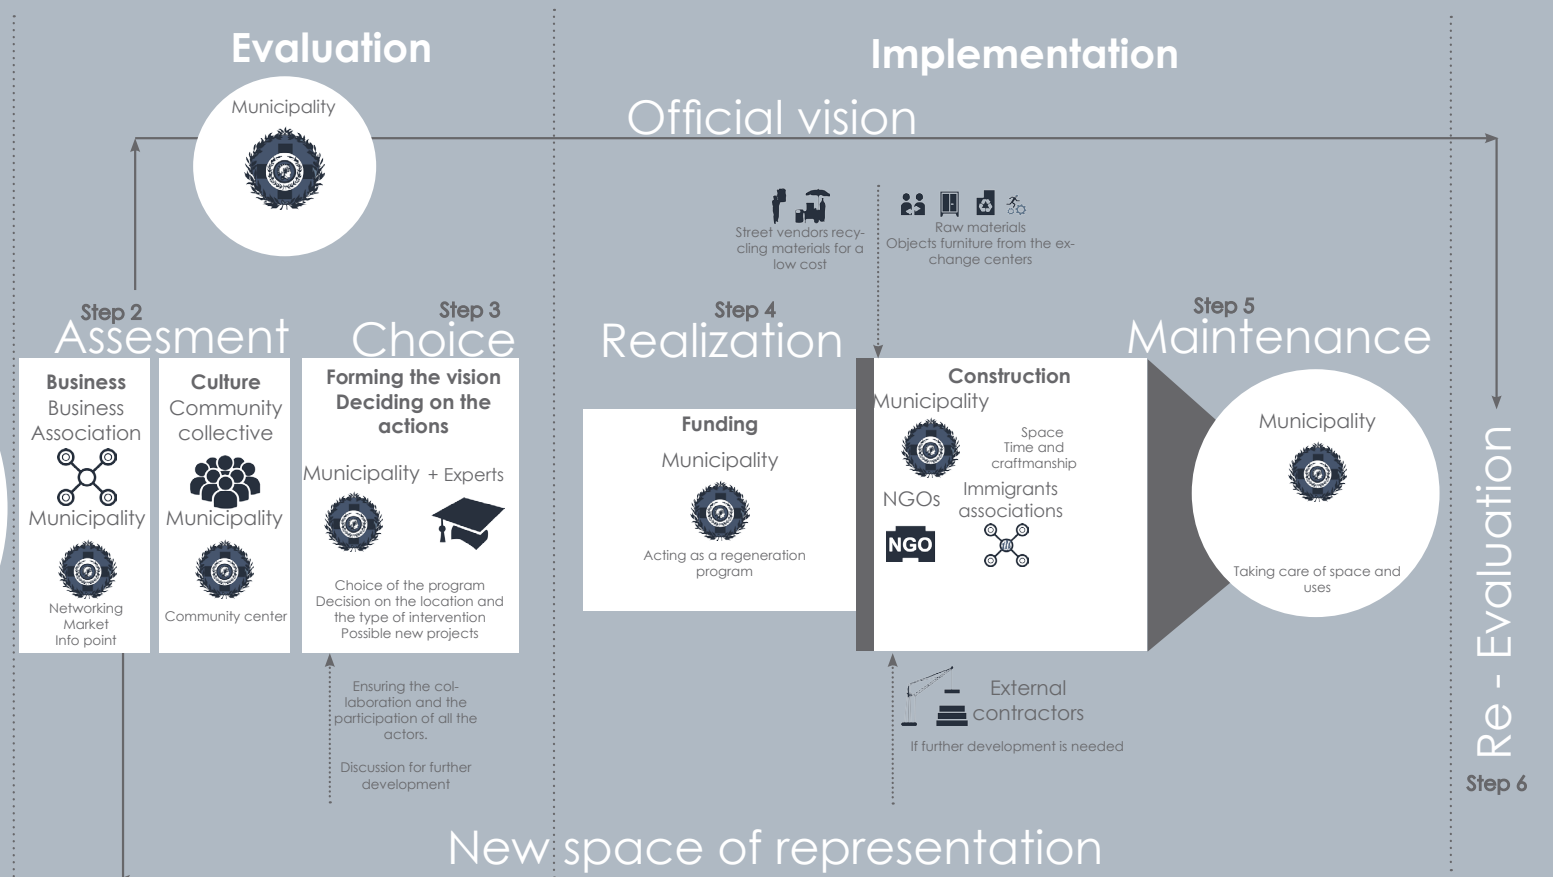 Evaluation
Implementation
Municipality
Official vision
Street vendors recy-
cling materials for a
low cost
Raw materials
Objects furniture from the ex-
change centers
Step 2
Assesment
Step 3
Choice
Step 4
Realization
Step 5
Maintenance
Business
Business
Association
Municipality
Networking
Market
Info point
Culture
Community
collective
Municipality
Community center
Forming the vision
Deciding on the
actions
Municipality + Experts
Choice of the program
Decision on the location and
the type of intervention
Possible new projects
Ensuring the col-
laboration and the
participation of all the
actors.
Discussion for further
development
Funding
Municipality
Acting as a regeneration
program
Construction
Municipality
Space
Time and
craftmanship
NGOs
Immigrants
associations
NGO
External
contractors
If further development is needed
Municipality
Taking care of space and
uses
Re - Evaluation
Step 6
New space of representation